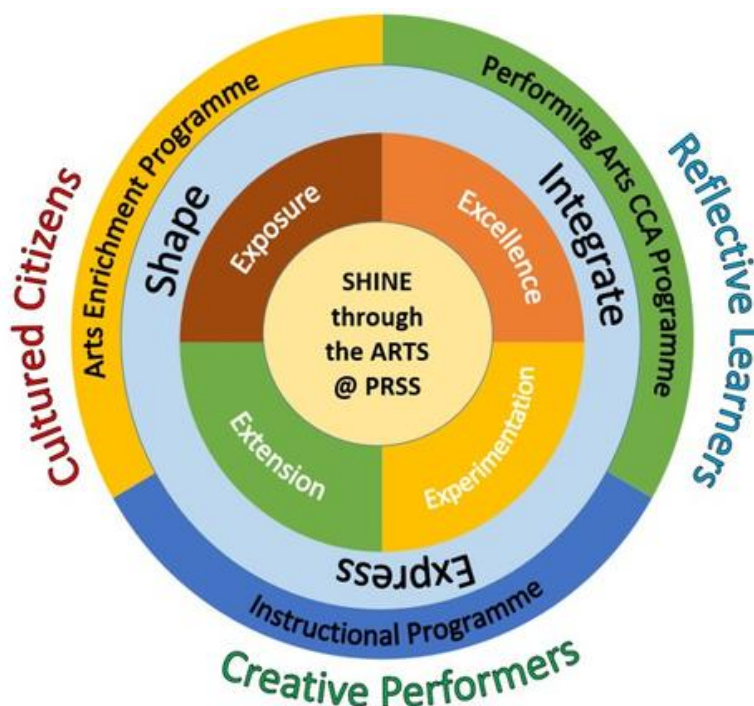 SHINE
through
the ARTS
@ PRSS
Exposure
Excellence
Experimentation
Extension
Shape
Integrate
Express
Arts Enrichment Programme
Performing Arts CCA Programme
Instructional Programme
Cultured Citizens
Reflective Learners
Creative Performers